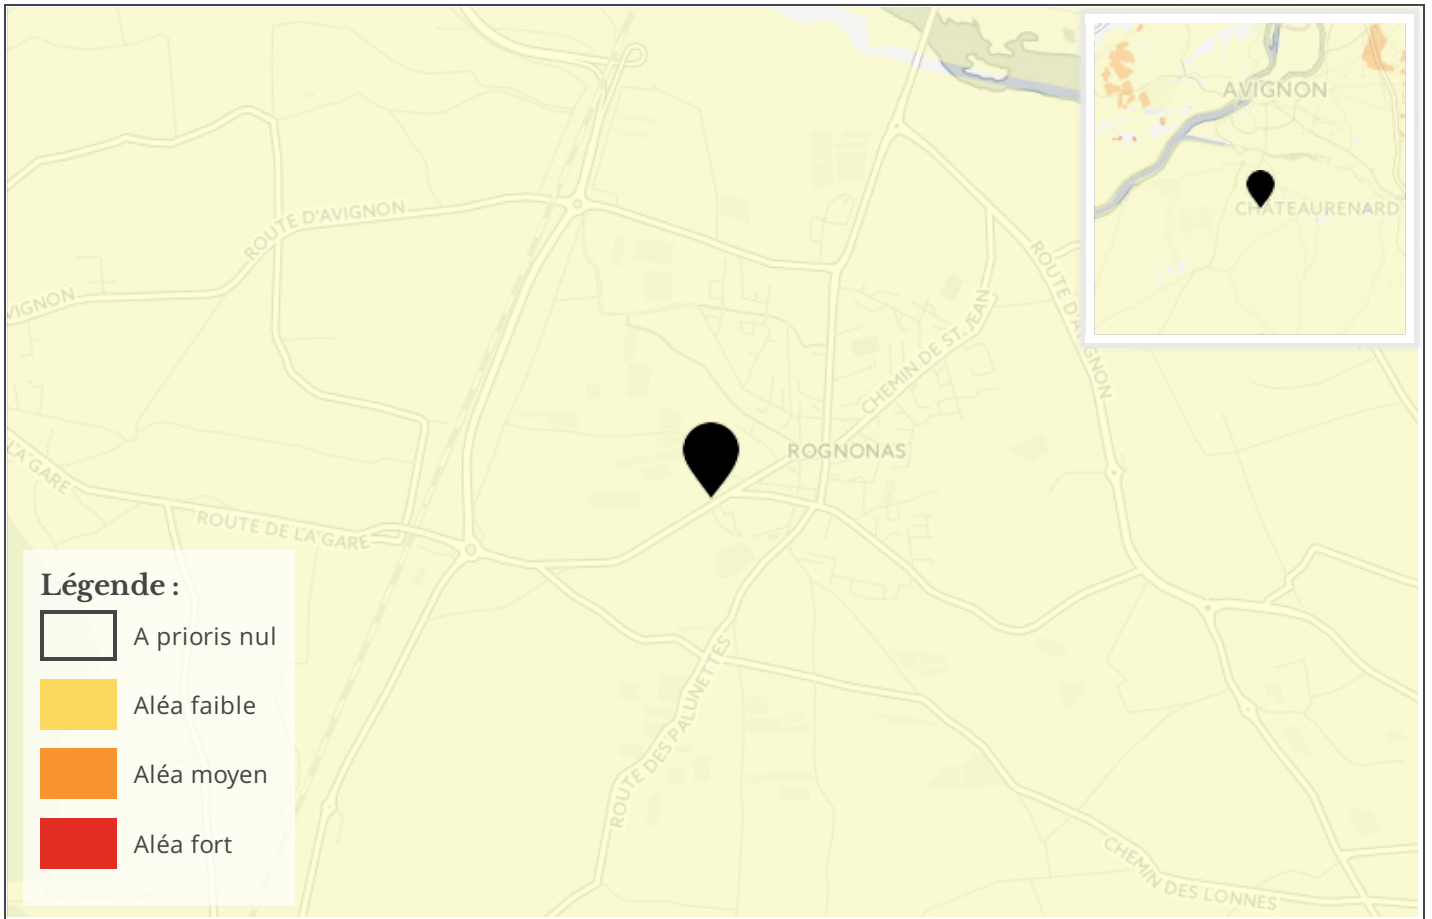 AVIGNON
CHATEAURENARD
ROUTE D'AVIGNON
VIGNON
ROUTE D'AVIGNON
CHEMIN DE ST. JEAN
ROGNONAS
LA GARE
ROUTE DE LA GARE
ROUTE DES PALUNETTES
CHEMIN DES LONNES
Légende :
A prioris nul
Aléa faible
Aléa moyen
Aléa fort